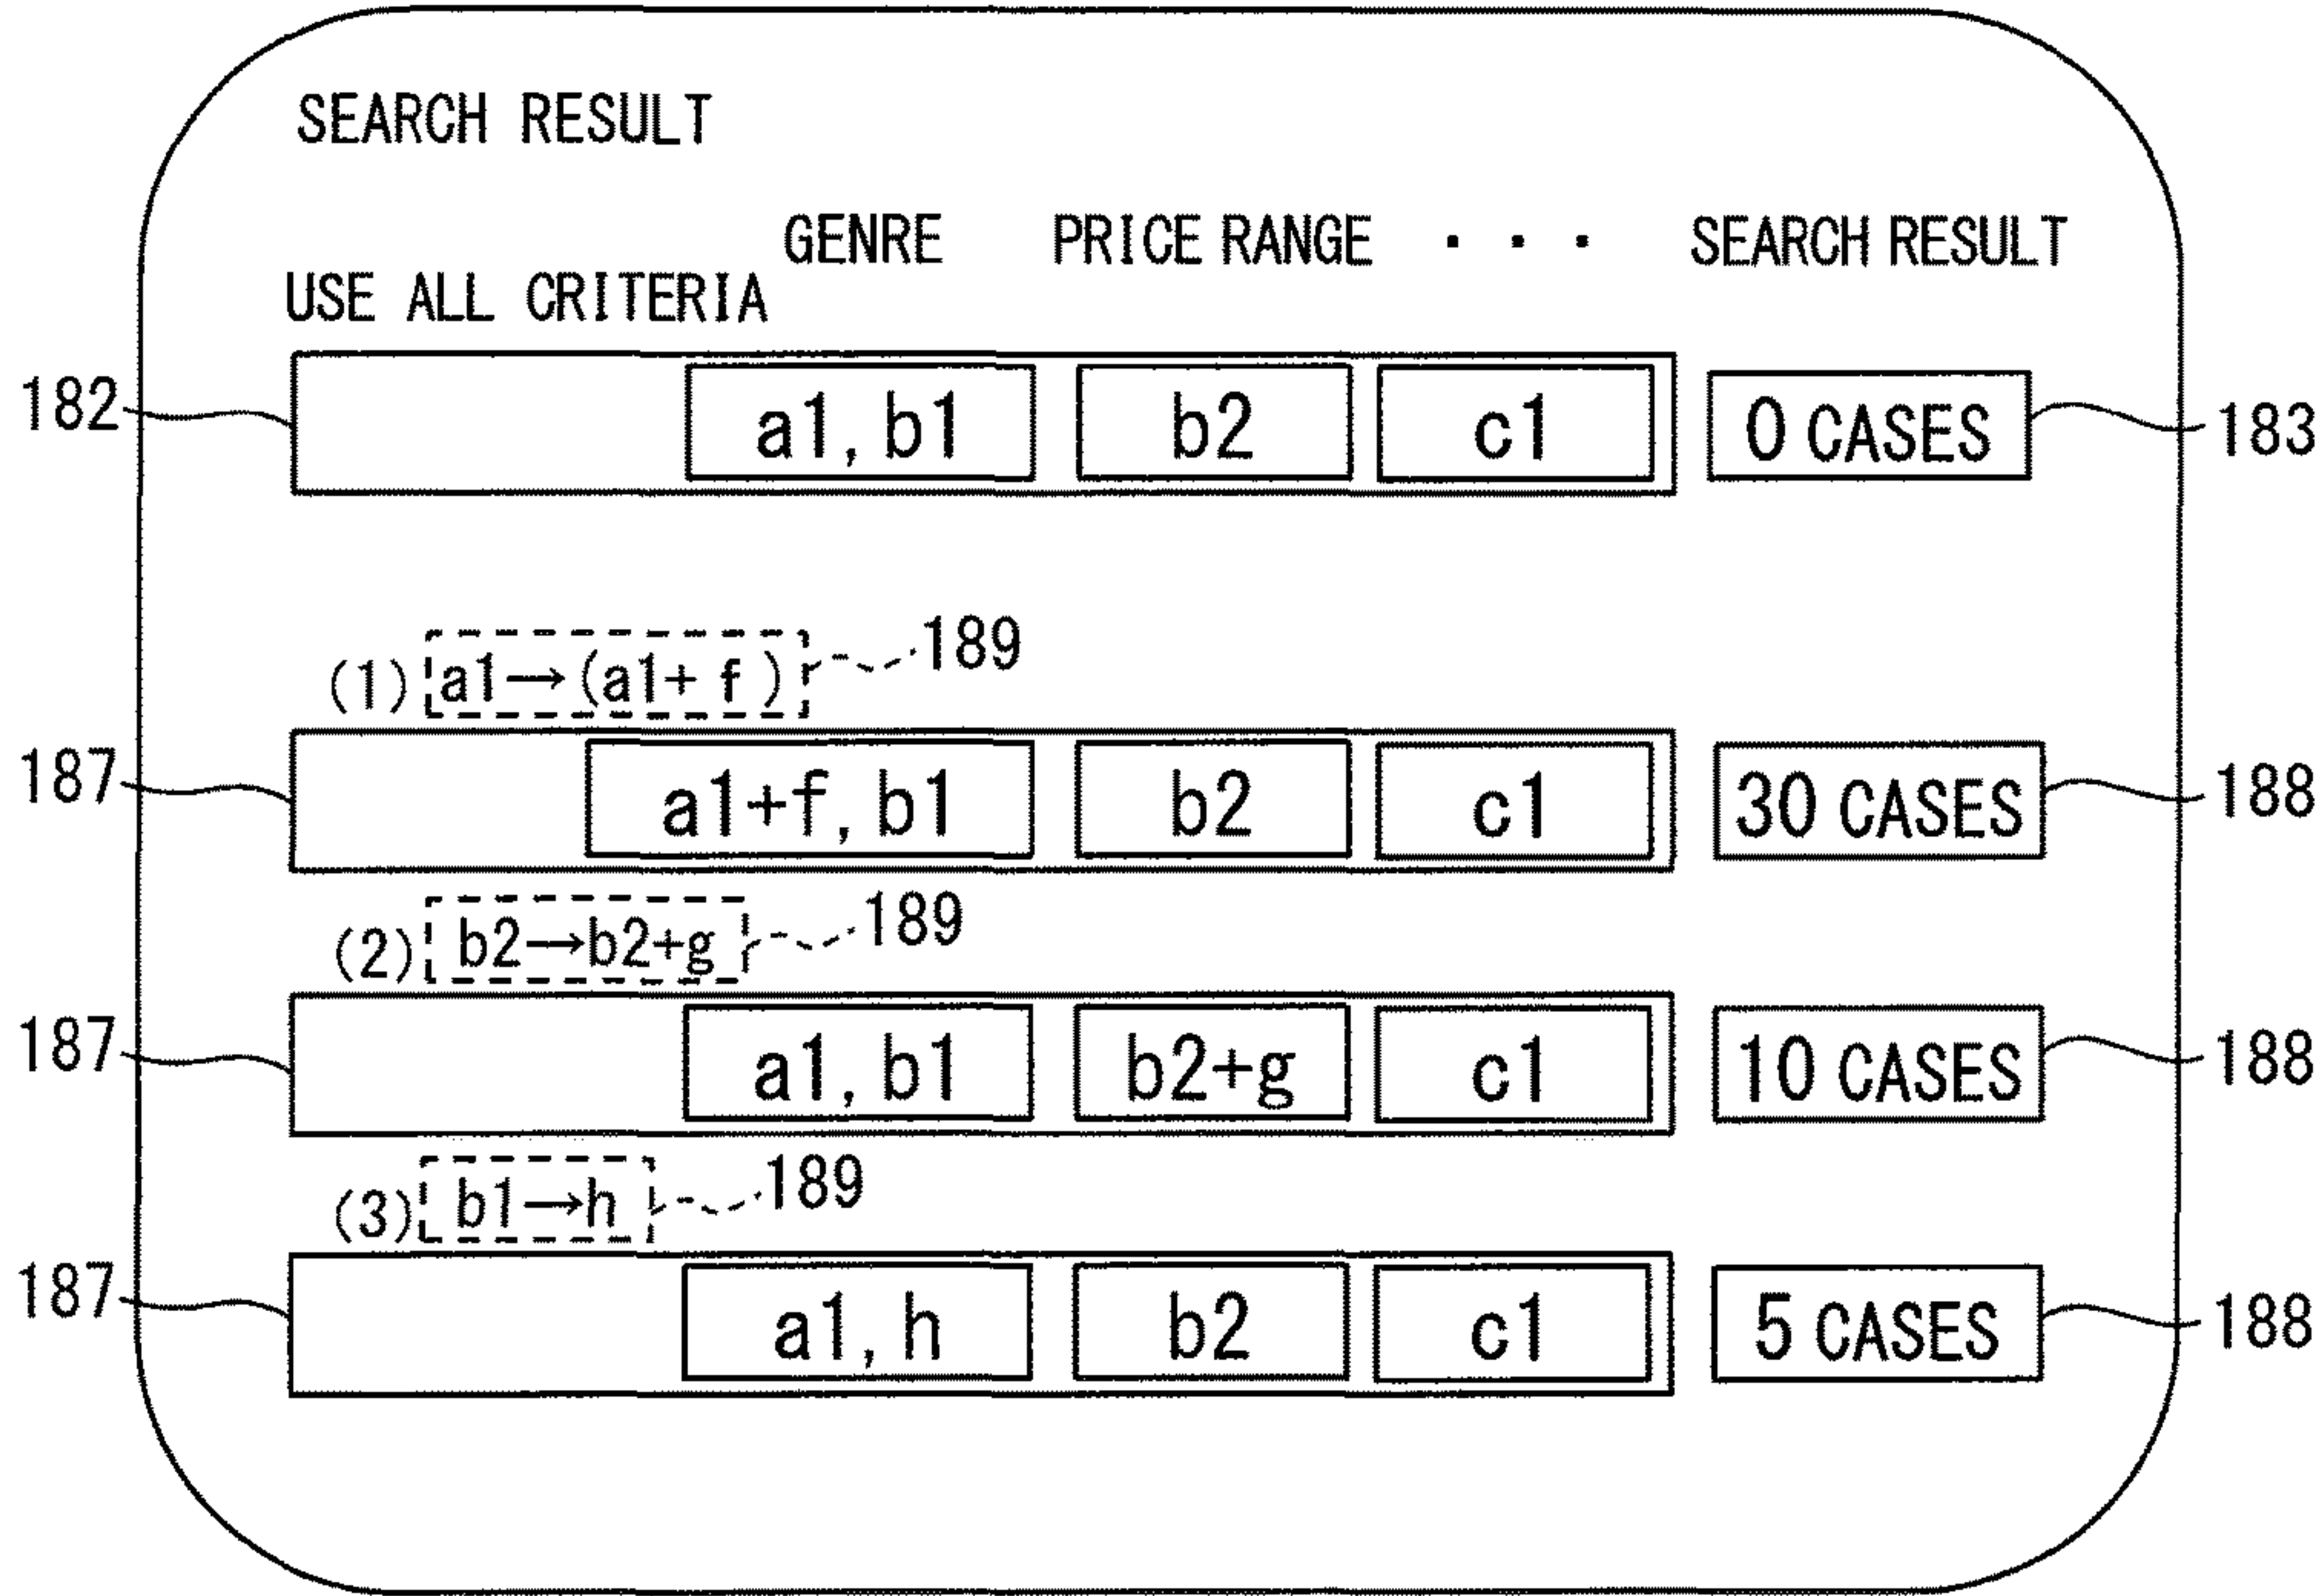 SEARCH RESULT
GENRE PRICE RANGE ・ ・ ・ SEARCH RESULT
USE ALL CRITERIA
182 a1, b1 b2 c1 0 CASES 183
(1) a1→(a1+ f ) 189
187 a1+f, b1 b2 c1 30 CASES 188
(2) b2→b2+g 189
187 a1, b1 b2+g c1 10 CASES 188
(3) b1→h 189
187 a1, h b2 c1 5 CASES 188